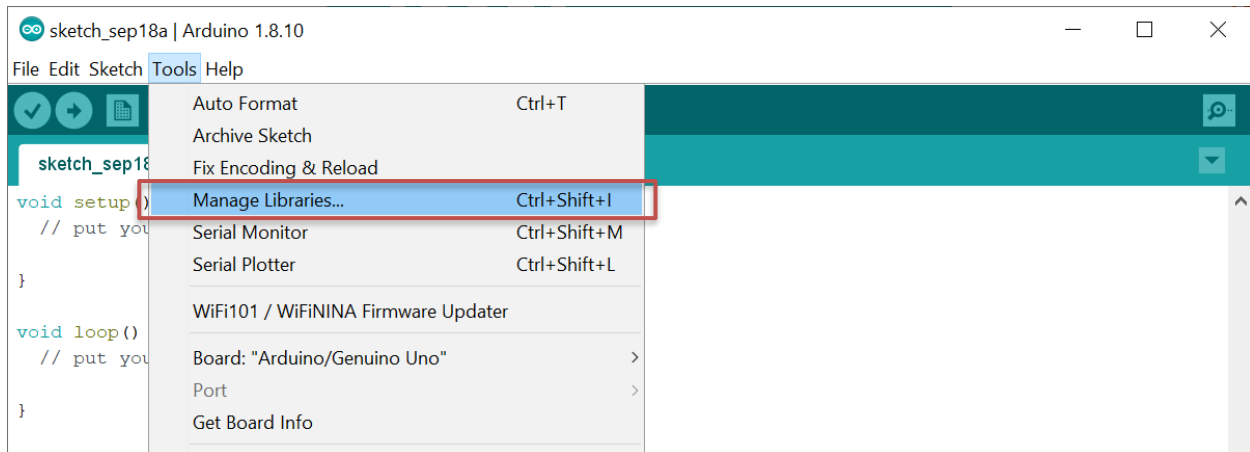 sketch_sep18a | Arduino 1.8.10
File Edit Sketch Tools Help
Auto Format Ctrl+T
Archive Sketch
sketch_sep18
Fix Encoding & Reload
void setup() Manage Libraries... Ctrl+Shift+I
// put you Serial Monitor Ctrl+Shift+M
Serial Plotter Ctrl+Shift+L
}
WiFi101 / WiFiNINA Firmware Updater
void loop()
// put you Board: "Arduino/Genuino Uno"
Port
}
Get Board Info